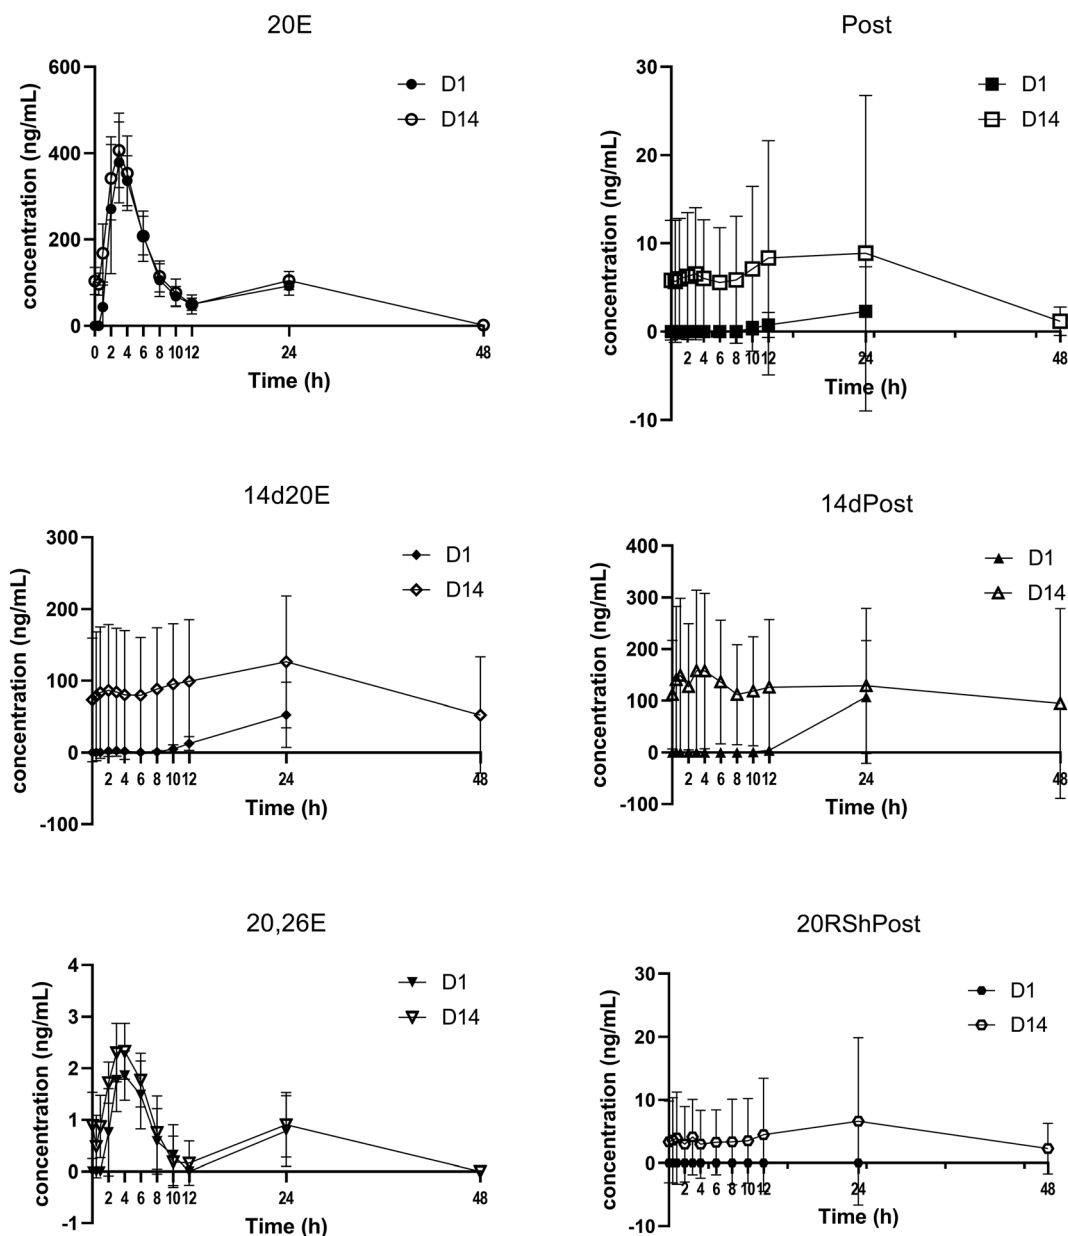 20E
600
400
200
0
concentration (ng/mL)
D1
D14
0 2 4 6 8 10 12 24 48
Time (h)
Post
30
20
10
0
-10
concentration (ng/mL)
D1
D14
2 4 6 8 10 12 24 48
Time (h)
14d20E
300
200
100
0
-100
concentration (ng/mL)
D1
D14
2 4 6 8 10 12 24 48
Time (h)
14dPost
400
300
200
100
0
-100
concentration (ng/mL)
D1
D14
2 4 6 8 10 12 24 48
Time (h)
20,26E
4
3
2
1
0
-1
concentration (ng/mL)
D1
D14
2 4 6 8 10 12 24 48
Time (h)
20RShPost
30
20
10
0
-10
concentration (ng/mL)
D1
D14
2 4 6 8 10 12 24 48
Time (h)